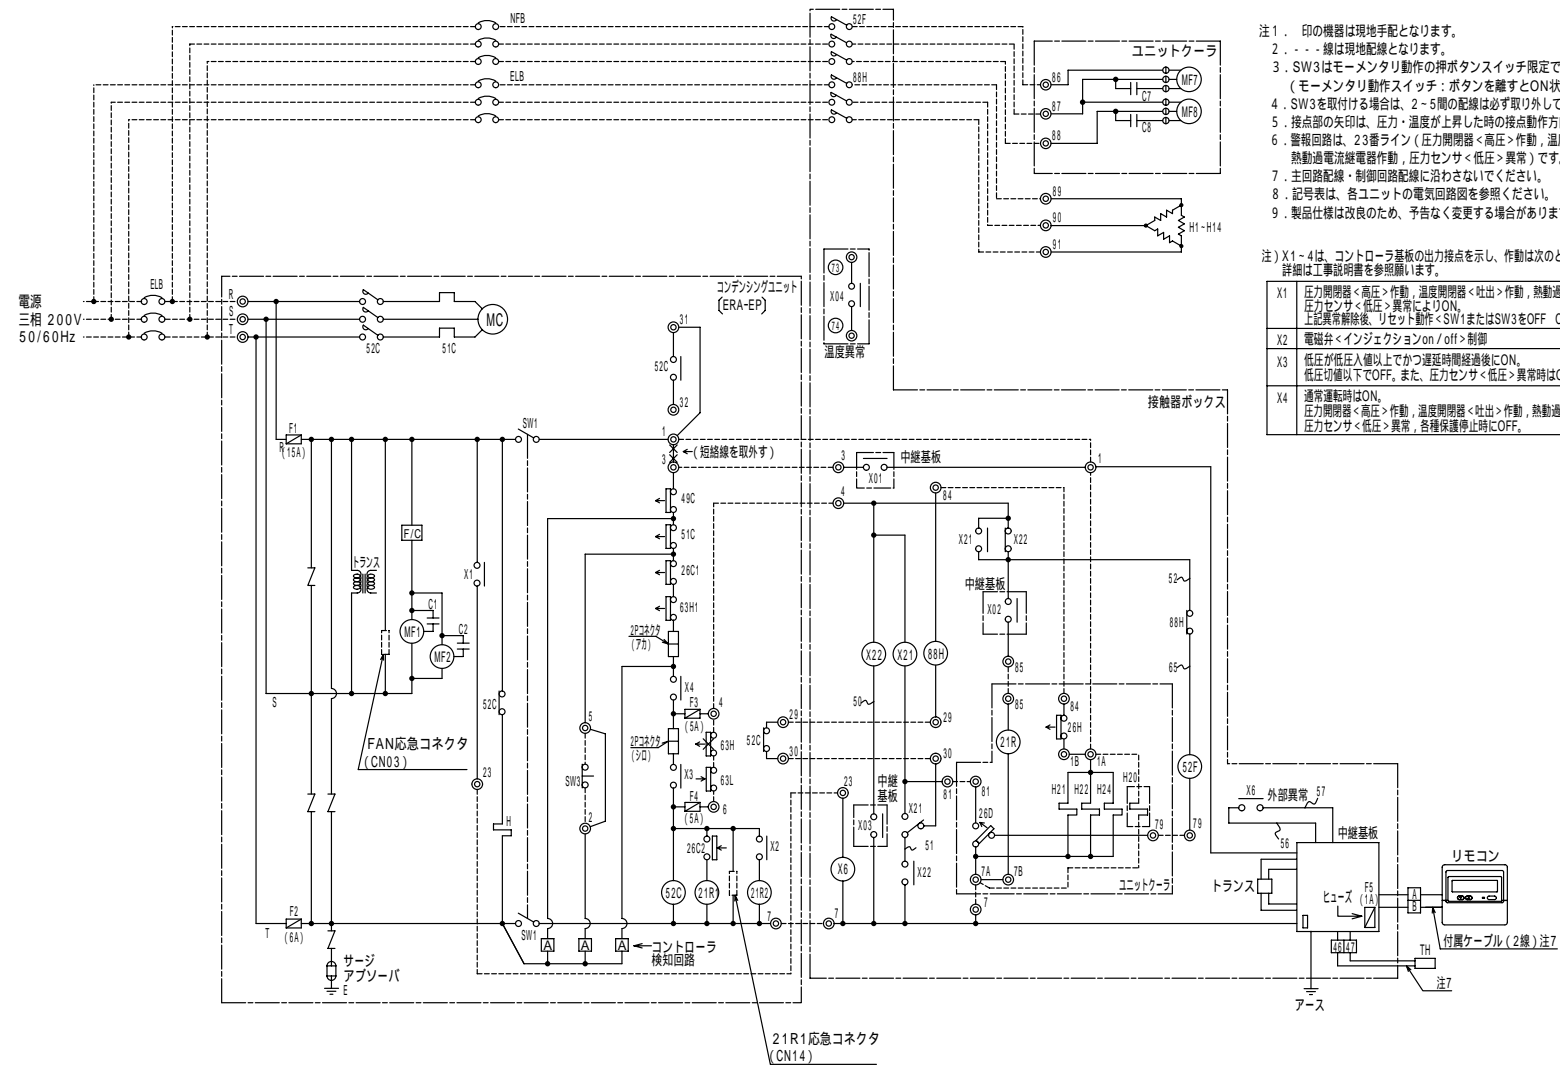 NFB
52F
ELB
88H
ユニットクーラ
86
87
88
MF7
C7
MF8
C8
89
90
91
H1~H14
注1． 印の機器は現地手配となります。
2．- - - 線は現地配線となります。
3．SW3はモーメンタリ動作の押ボタンスイッチ限定で
(モーメンタリ動作スイッチ：ボタンを離すとON状
4．SW3を取付ける場合は、2~5間の配線は必ず取り外して
5．接点部の矢印は、圧力・温度が上昇した時の接点動作方
6．警報回路は、23番ライン(圧力開閉器<高圧>作動，温
熱動過電流継電器作動，圧力センサ<低圧>異常)です
7．主回路配線・制御回路配線に沿わさないでください。
8．記号表は、各ユニットの電気回路図を参照ください。
9．製品仕様は改良のため、予告なく変更する場合がありま
注)X1~4は、コントローラ基板の出力接点を示し、作動は次のと
詳細は工事説明書を参照願います。
X1 圧力開閉器<高圧>作動，温度開閉器<吐出>作動，熱動過
圧力センサ<低圧>異常によりON。
上記異常解除後、リセット動作<SW1またはSW3をOFF
X2 電磁弁<インジェクションon / off>制御
X3 低圧が低圧入値以上でかつ遅延時間経過後にON。
低圧切値以下でOFF。また、圧力センサ<低圧>異常時は
X4 通常運転時はON。
圧力開閉器<高圧>作動，温度開閉器<吐出>作動，熱動過
圧力センサ<低圧>異常，各種保護停止時にOFF。
電源
三相 200V
50/60Hz
ELB
R
S
T
52C
51C
MC
コンデンシングユニット
(ERA-EP)
73
X04
74
温度異常
接触器ボックス
31
52C
32
F1
R
(15A)
SW1
1
(短絡線を取外す)
3
49C
51C
26C1
63H1
2Pコネクタ
(アカ)
X4
F3
(5A)
4
2Pコネクタ
(シロ)
63H
X3
63L
F4
(5A)
6
トランス
F/C
C1
MF1
C2
MF2
X1
S
FAN応急コネクタ
(CN03)
52C
23
H
5
SW3
2
26C2
X2
52C
21R1
21R2
7
7
F2
(6A)
T
SW1
A
A
A
コントローラ
検知回路
サージ
アブソーバ
E
21R1応急コネクタ
(CN14)
3
X01
中継基板
1
4
84
X21
X22
中継基板
X02
52
88H
65
X22
X21
88H
85
50
29
52C
29
30
30
23
中継
基板
X03
X21
51
X22
X6
81
81
26D
85
21R
84
26H
1B
1A
H21
H22
H24
H20
52F
79
79
7A
7B
7
ユニットクーラ
X6
外部異常
57
56
中継基板
トランス
ヒューズ
F5
(1A)
A
B
リモコン
付属ケーブル(2線)注7
46
47
TH
注7
アース